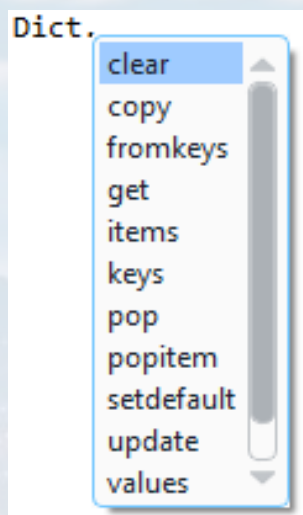 Dict.
clear
copy
fromkeys
get
items
keys
pop
popitem
setdefault
update
values